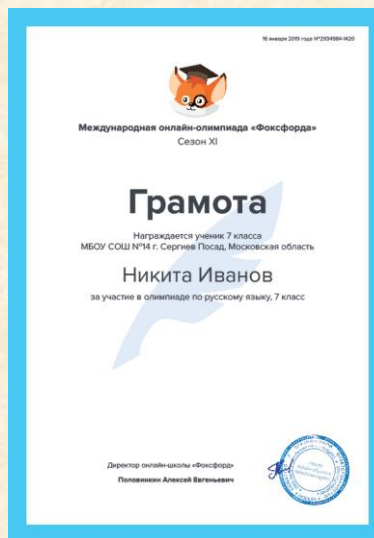 16 января 2019 года №2934984-1420
Международная онлайн-олимпиада «Фоксфорда»
Сезон XI
Грамота
Награждается ученик 7 класса
МБОУ СОШ №14 г. Сергиев Посад, Московская область
Никита Иванов
за участие в олимпиаде по русскому языку, 7 класс
Директор онлайн-школы «Фоксфорд»
Половинкин Алексей Евгеньевич